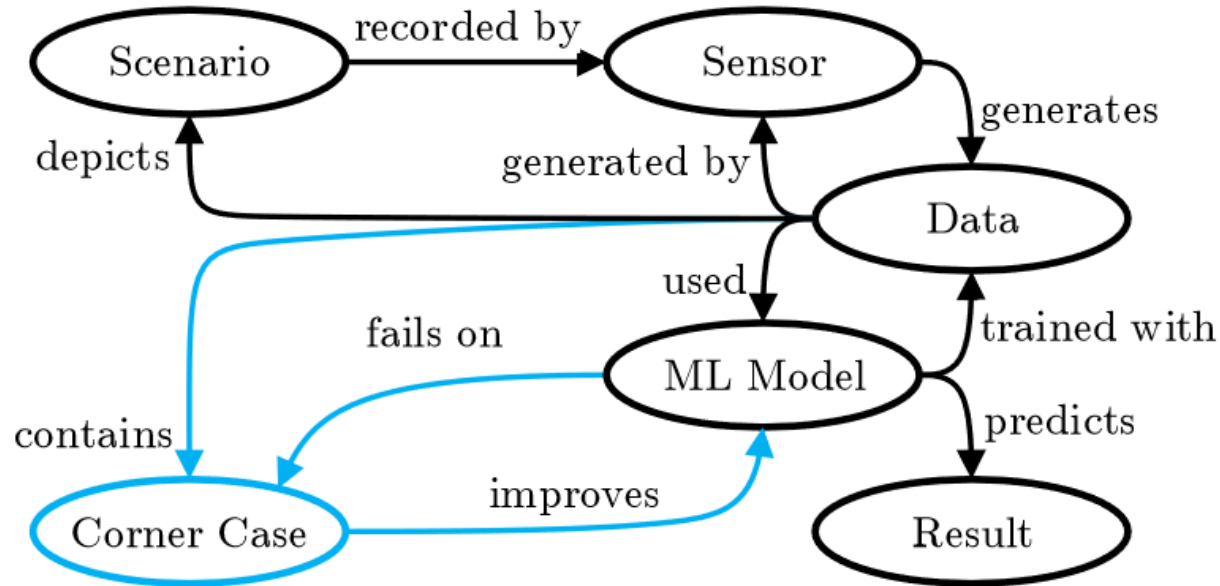 recorded by
Scenario
Sensor
generates
depicts
generated by
Data
used
trained with
fails on
ML Model
predicts
contains
improves
Corner Case
Result